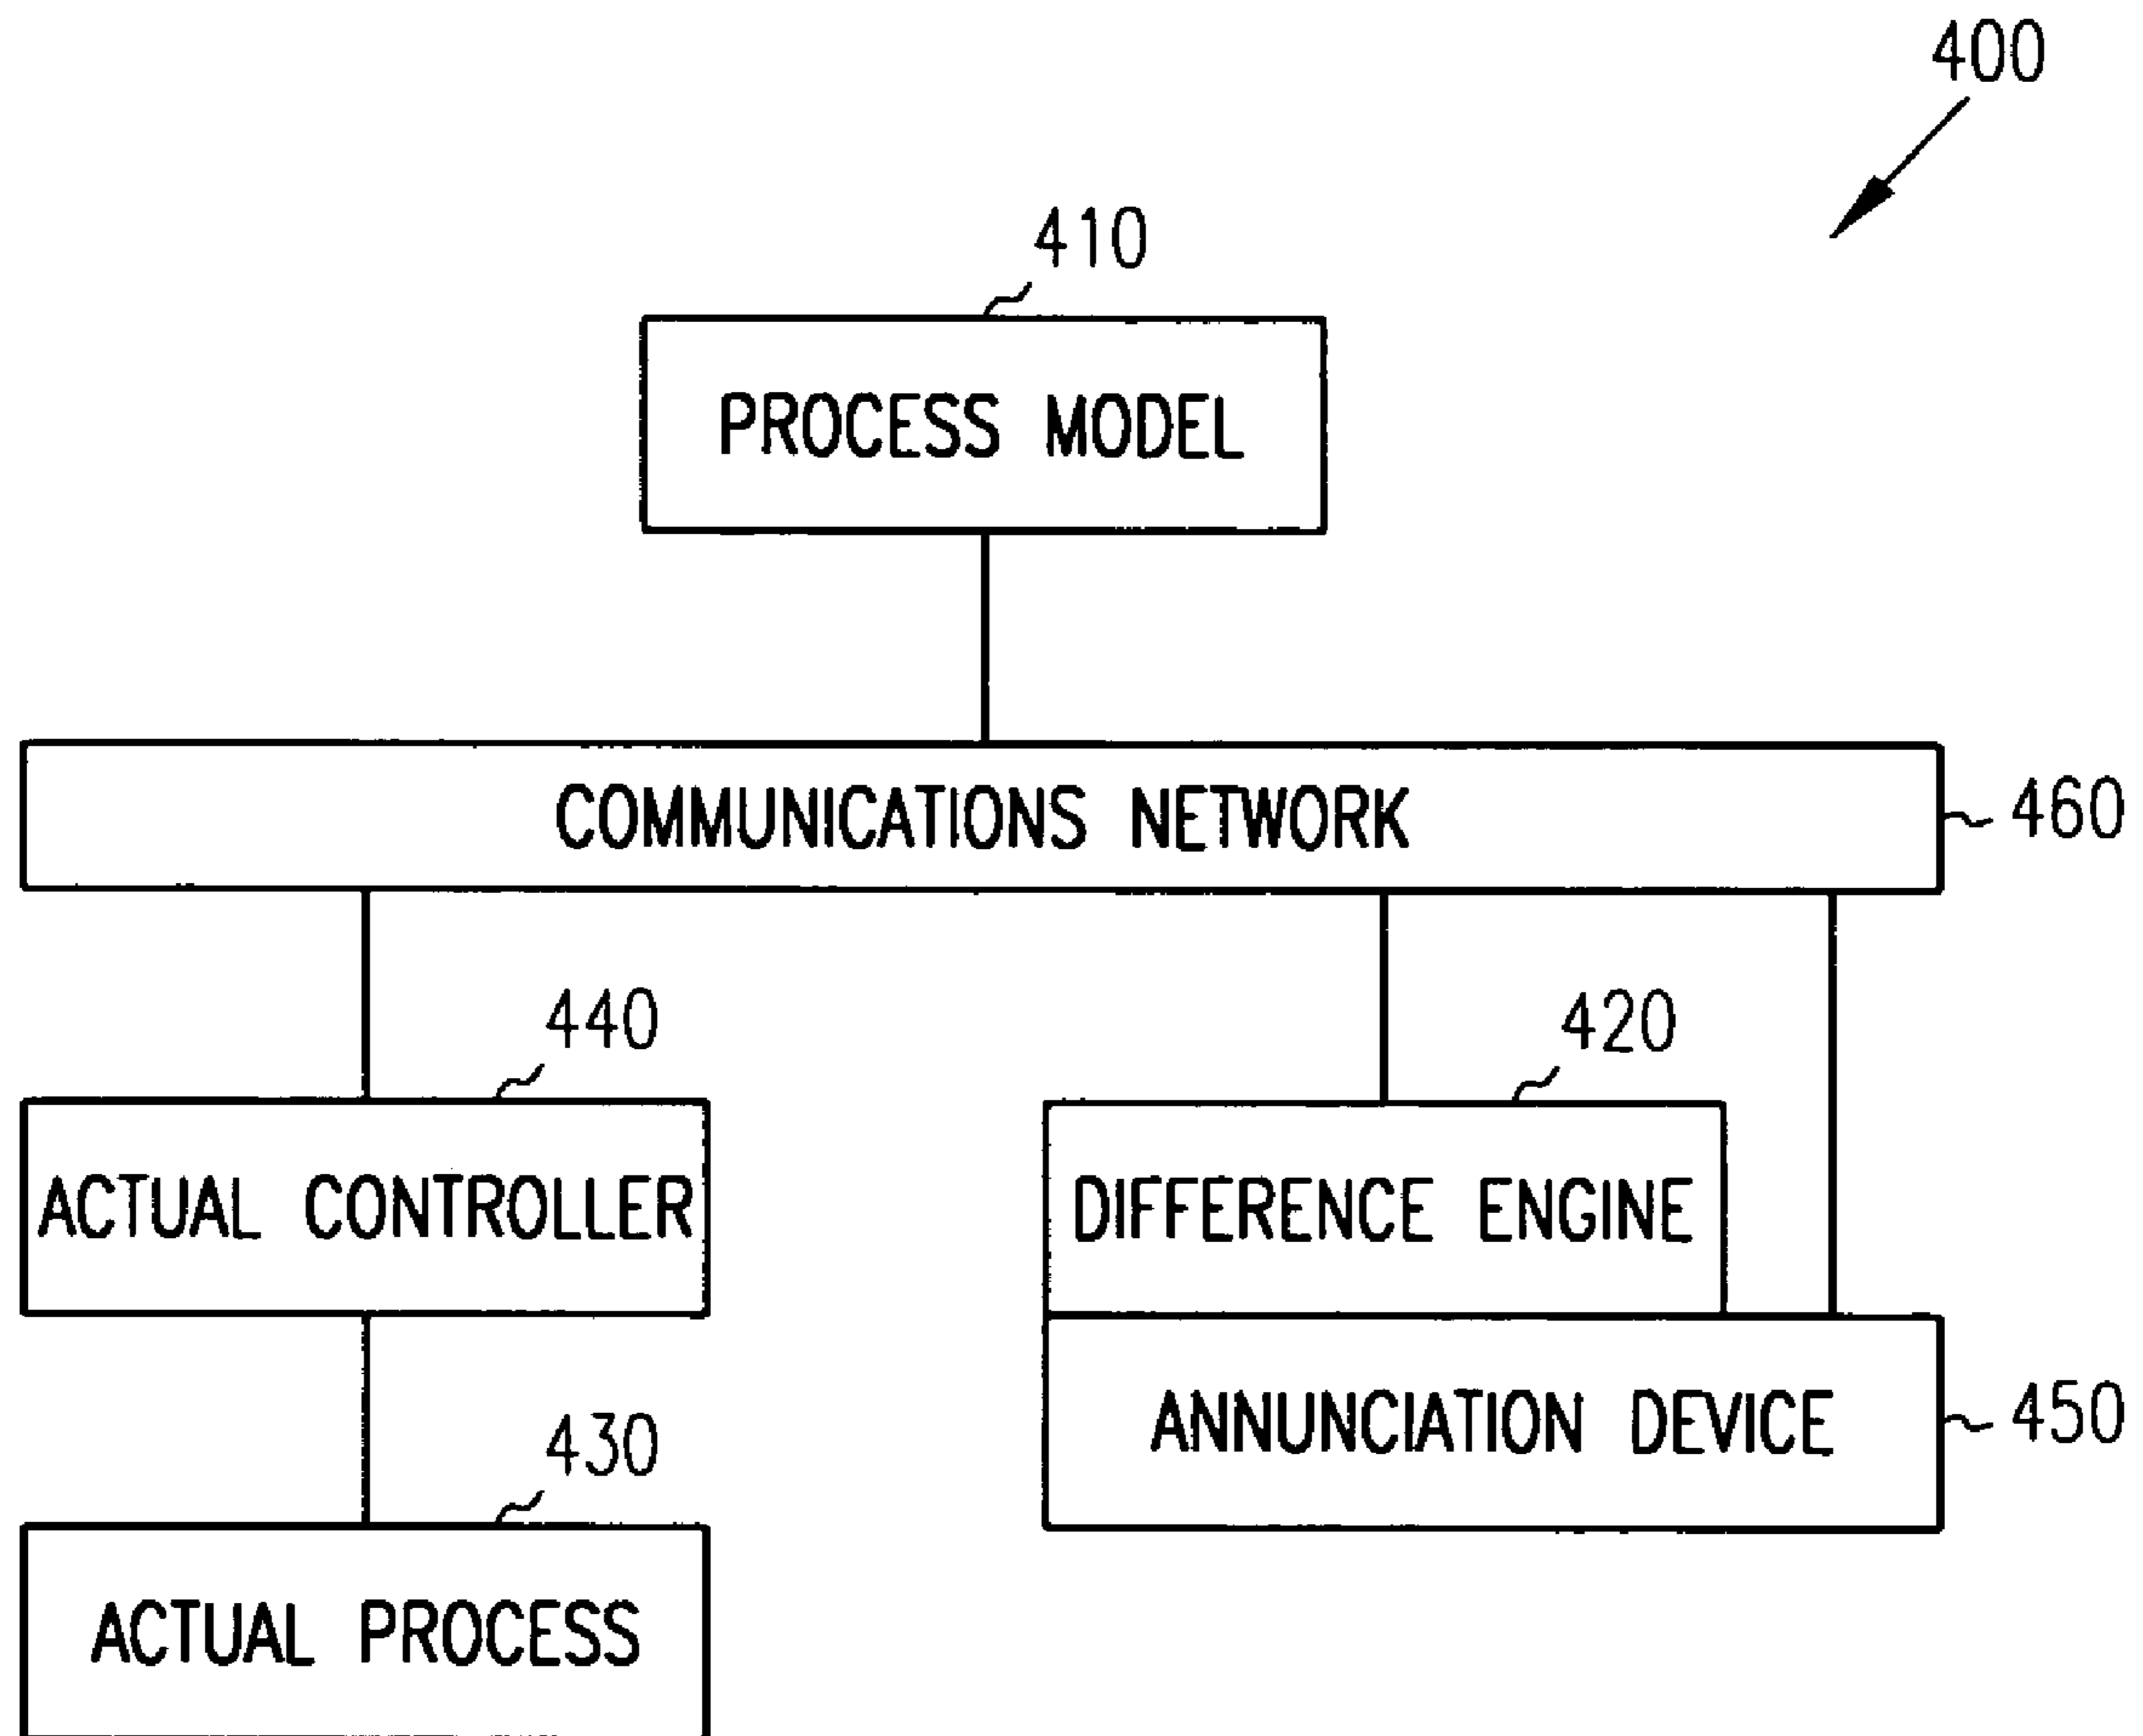 400
410
PROCESS MODEL
COMMUNICATIONS NETWORK
460
440
420
ACTUAL CONTROLLER
DIFFERENCE ENGINE
430
ANNUNCIATION DEVICE
450
ACTUAL PROCESS